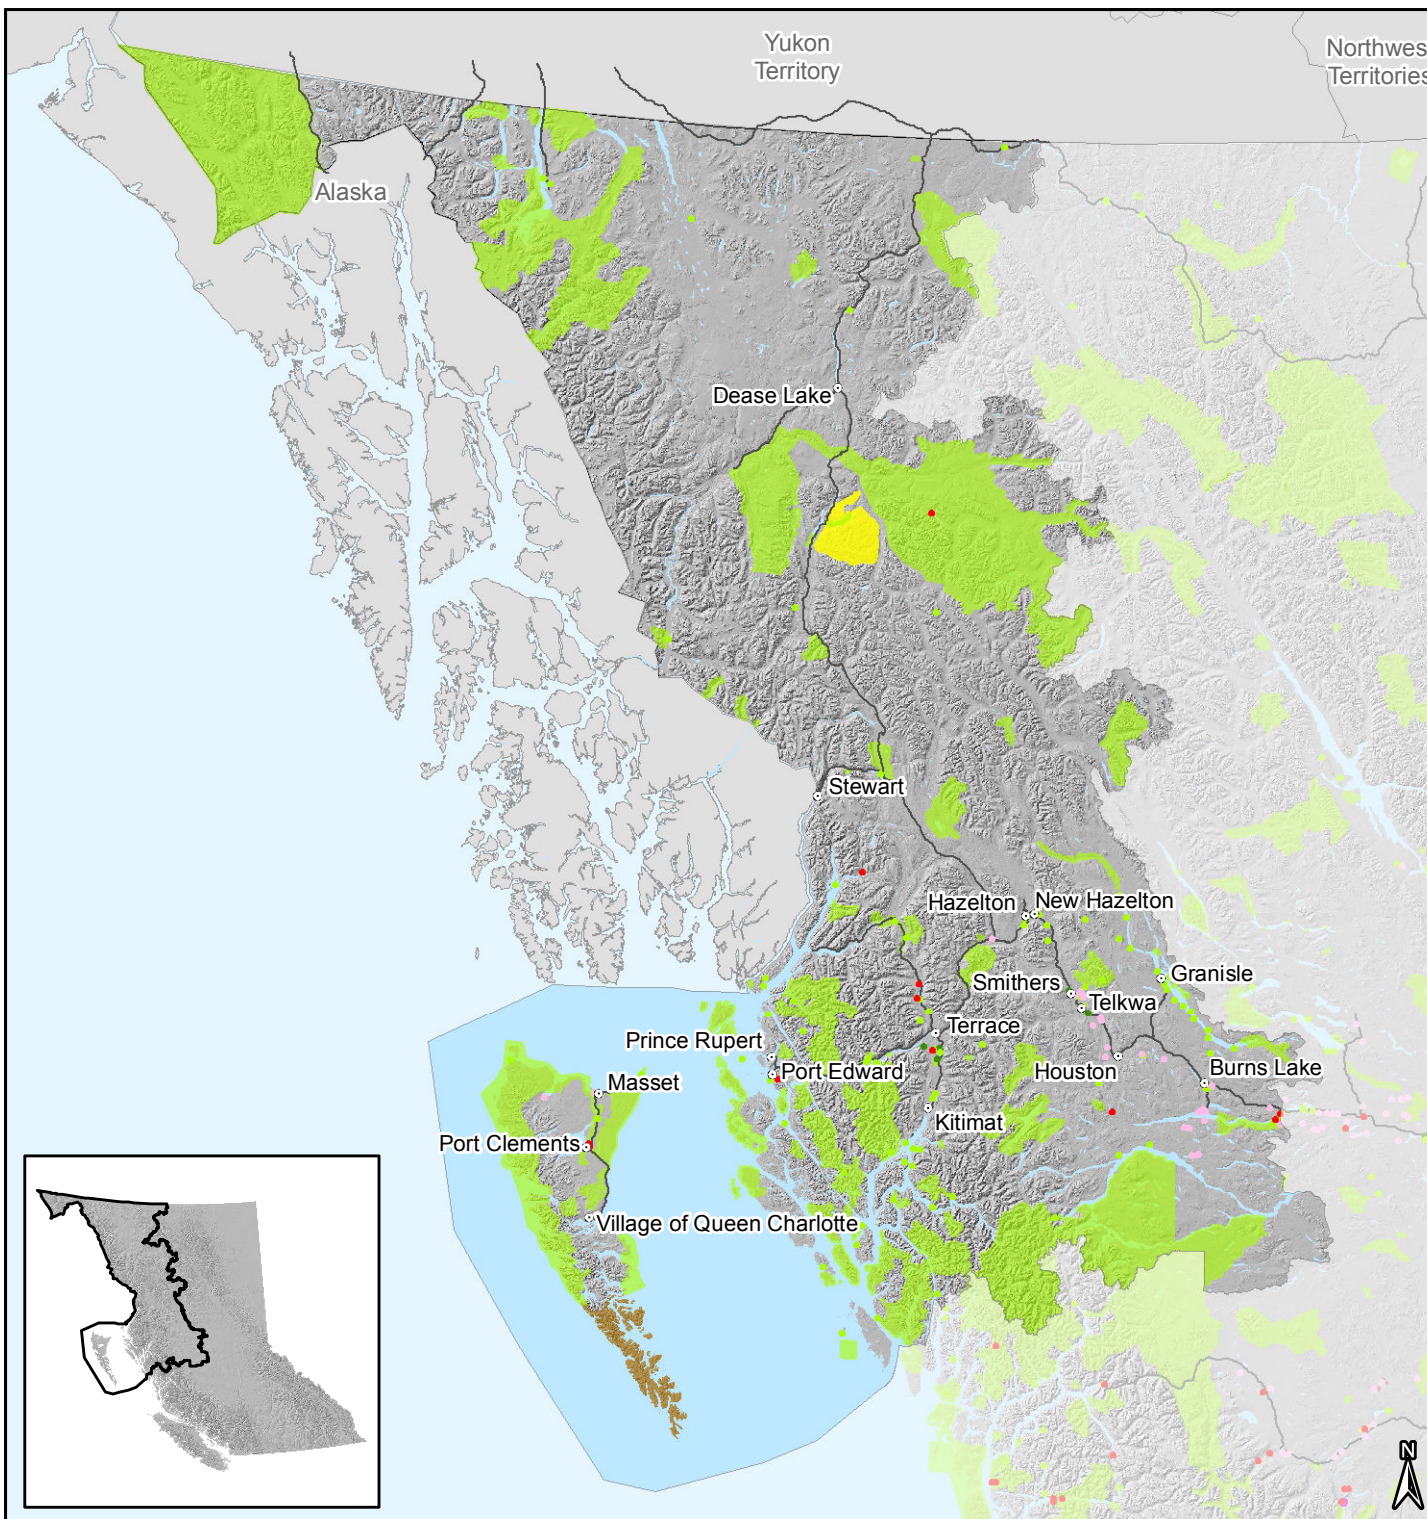 Yukon
Territory
Northwes
Territories
Alaska
Dease Lake
Stewart
Hazelton
New Hazelton
Smithers
Granisle
Telkwa
Terrace
Prince Rupert
Port Edward
Houston
Burns Lake
Masset
Kitimat
Port Clements
Village of Queen Charlotte
N